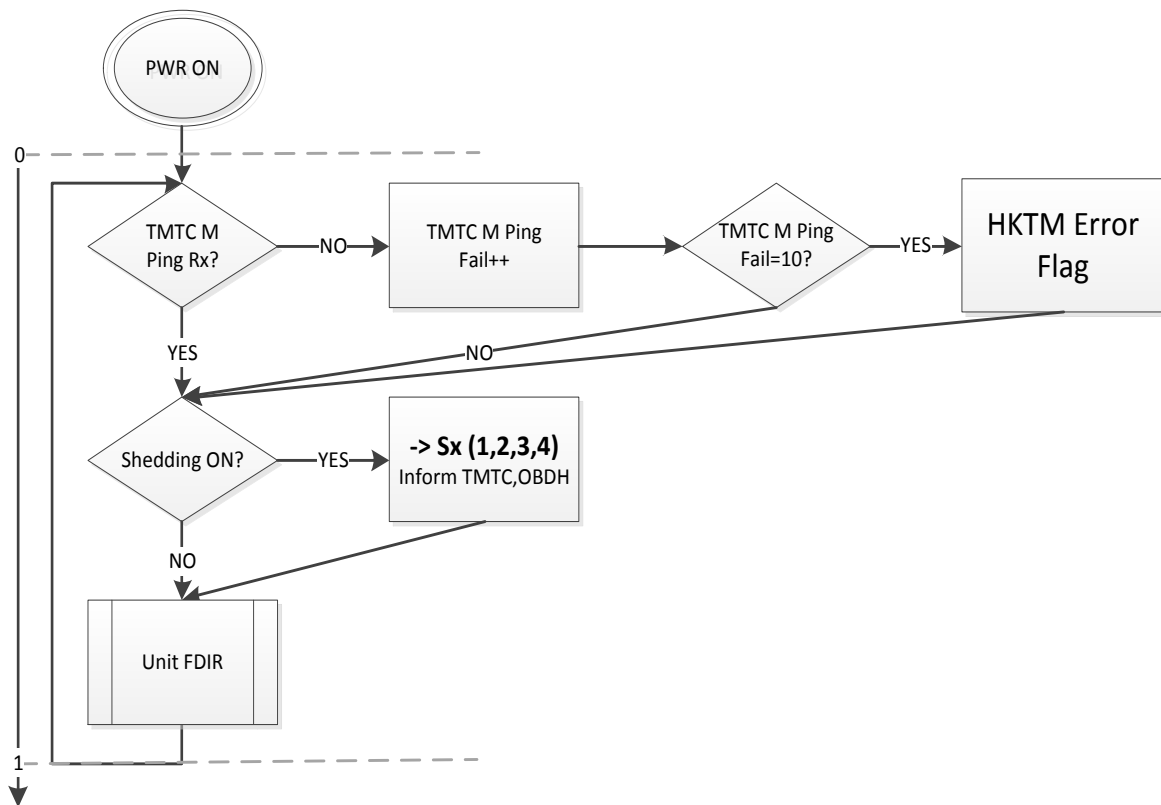 PWR ON
0
TMTC M
Ping Rx?
NO
TMTC M Ping
Fail++
TMTC M Ping
Fail=10?
YES
HKTM Error
Flag
YES
NO
Shedding ON?
YES
-> Sx (1,2,3,4)
Inform TMTC,OBDH
NO
Unit FDIR
1